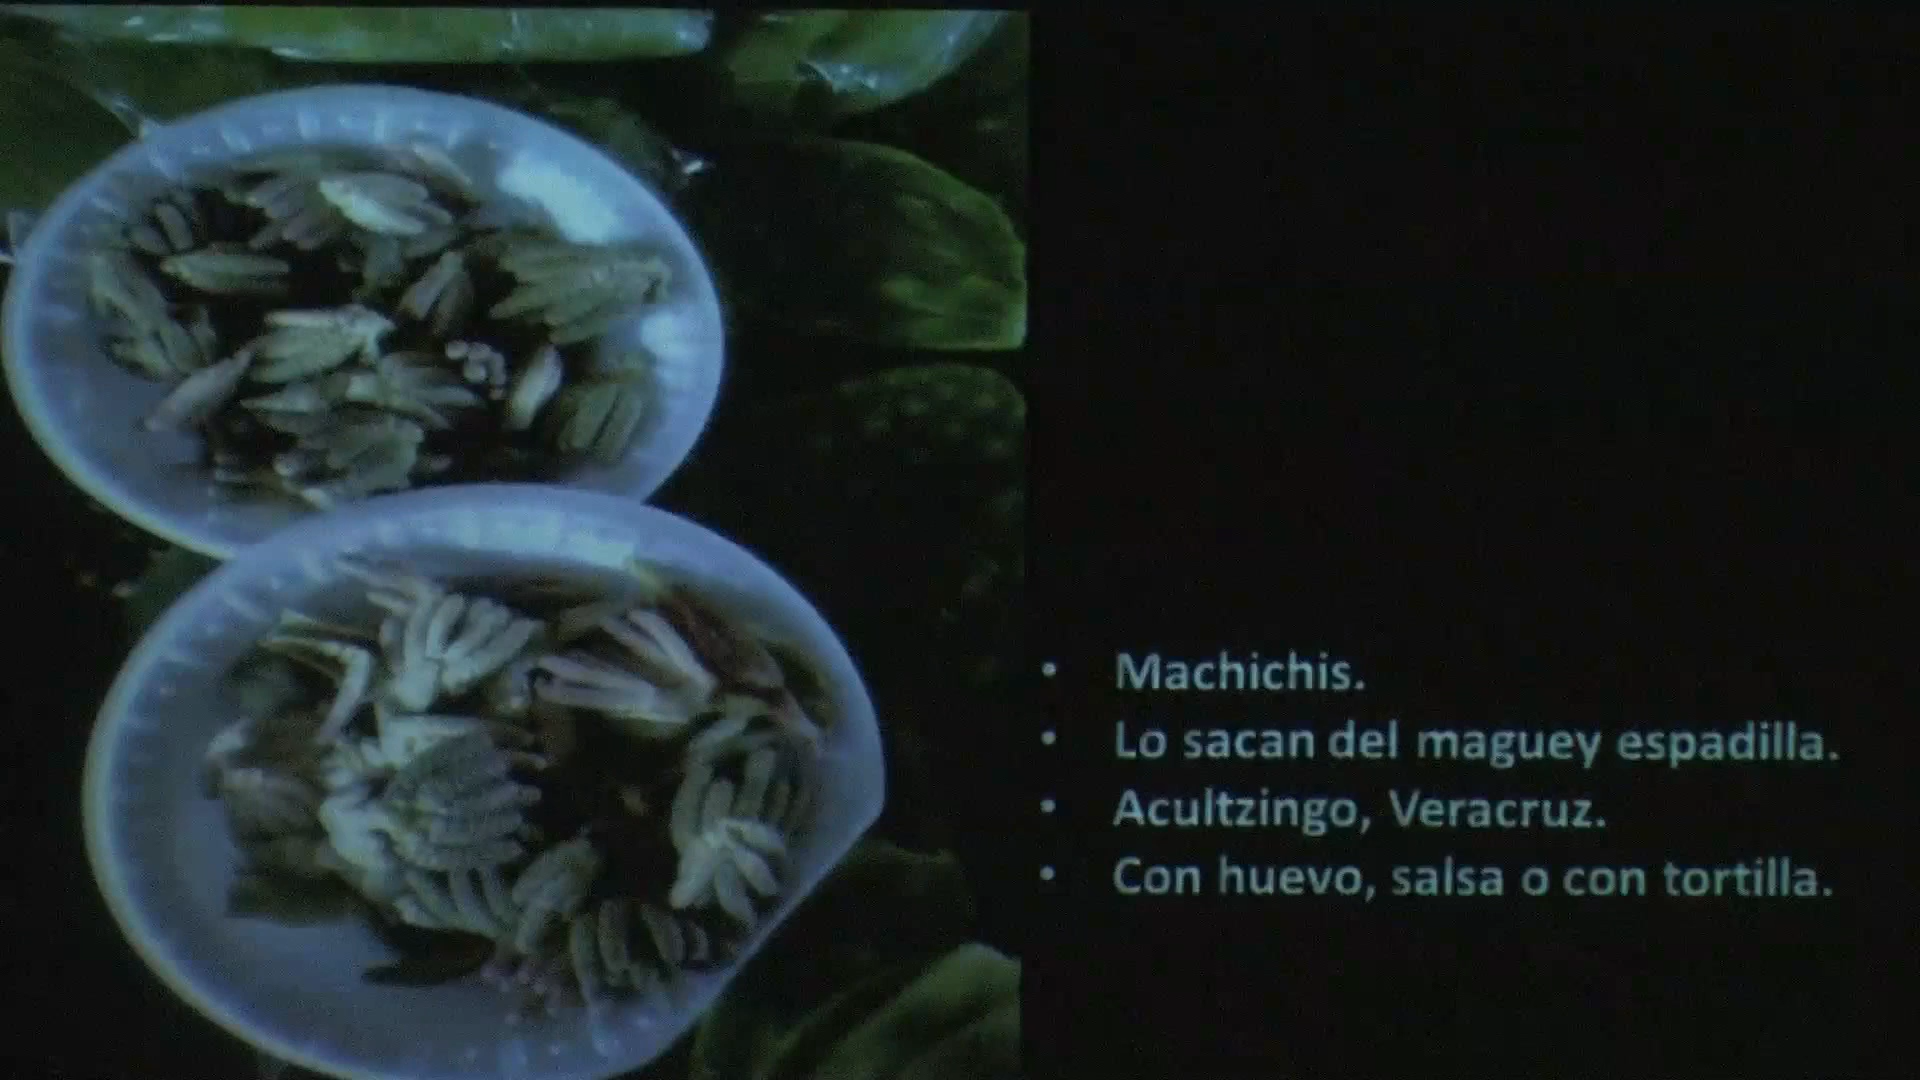 • Machichis.
• Lo sacan del maguey espadilla.
• Acultzingo, Veracruz.
• Con huevo, salsa o con tortilla.